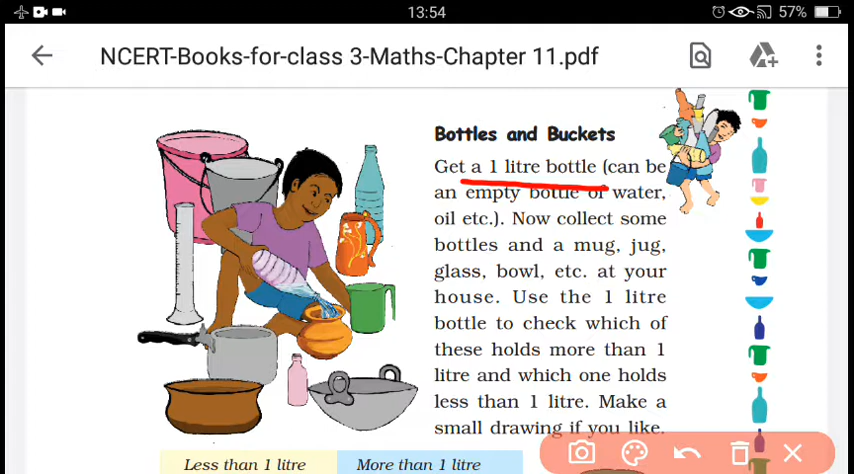 13:54
57%
NCERT-Books-for-class 3-Maths-Chapter 11.pdf
Bottles and Buckets
Get a 1 litre bottle (can be
an empty bottle of water,
oil etc.). Now collect some
bottles and a mug, jug,
glass, bowl, etc. at your
house. Use the 1 litre
bottle to check which of
these holds more than 1
litre and which one holds
less than 1 litre. Make a
small drawing if you like.
Less than 1 litre
More than 1 litre